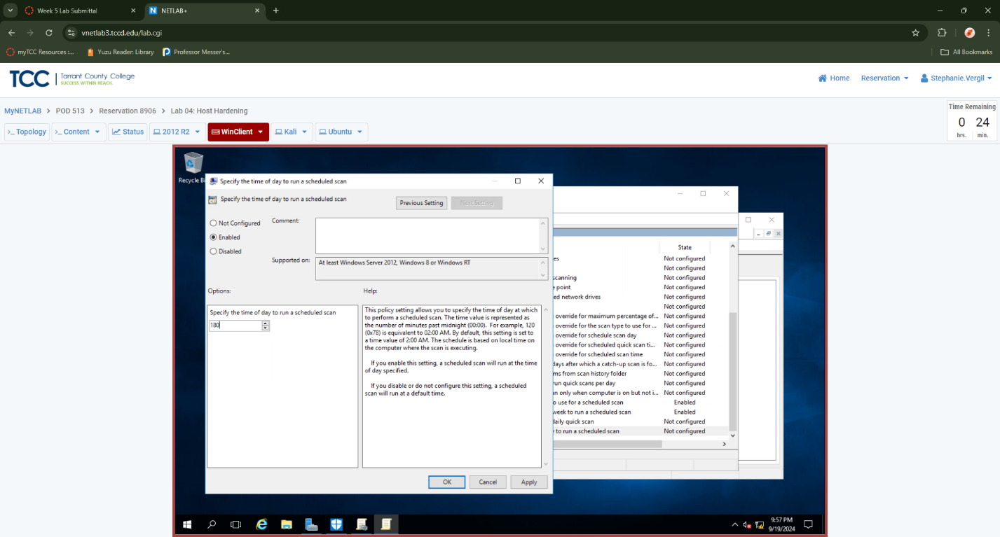 Week 5 Lab Submittal
NETLAB+
vnetlab3.tccd.edu/lab.cgi
myTCC Resources :...
Yuzu Reader: Library
Professor Messer's...
All Bookmarks
TCC
Tarrant County College
SUCCESS WITHIN REACH.
Home
Reservation
Stephanie.Vergil
MyNETLAB > POD 513 > Reservation 8906 > Lab 04: Host Hardening
Time Remaining
0 24
hrs. min.
>_ Topology
>_ Content
Status
2012 R2
WinClient
Kali
Ubuntu
Recycle Bi
Specify the time of day to run a scheduled scan
Specify the time of day to run a scheduled scan
Previous Setting
Next Setting
Not Configured
Enabled
Disabled
Comment:
Supported on:
At least Windows Server 2012, Windows 8 or Windows RT
Options:
Help:
Specify the time of day to run a scheduled scan
180
This policy setting allows you to specify the time of day at which
to perform a scheduled scan. The time value is represented as
the number of minutes past midnight (00:00). For example, 120
(0x78) is equivalent to 02:00 AM. By default, this setting is set to
a time value of 2:00 AM. The schedule is based on local time on
the computer where the scan is executing.
If you enable this setting, a scheduled scan will run at the time
of day specified.
If you disable or do not configure this setting, a scheduled
scan will run at a default time.
OK
Cancel
Apply
State
es Not configured
Not configured
scanning Not configured
e point Not configured
ed network drives Not configured
Not configured
override for maximum percentage of... Not configured
override for the scan type to use for ... Not configured
override for schedule scan day Not configured
override for scheduled quick scan ti... Not configured
override for scheduled scan time Not configured
days after which a catch-up scan is fo... Not configured
ms from scan history folder Not configured
run quick scans per day Not configured
n only when computer is on but not i... Not configured
o use for a scheduled scan Enabled
week to run a scheduled scan Enabled
daily quick scan Not configured
y to run a scheduled scan Not configured
9:57 PM
9/19/2024